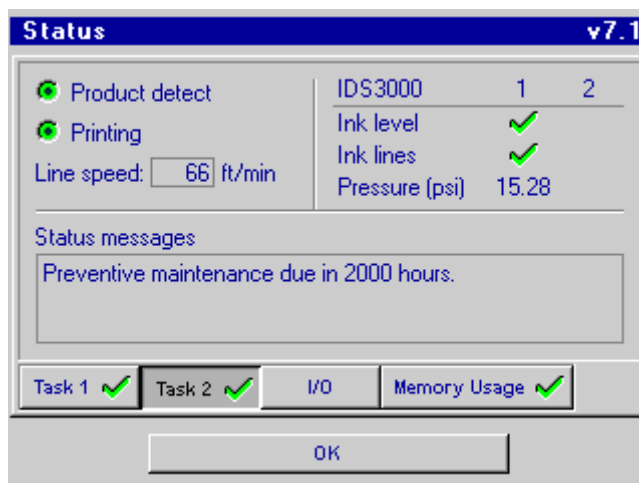 Status v7.1
Product detect
Printing
Line speed: 66 ft/min
IDS3000 1 2
Ink level
Ink lines
Pressure (psi) 15.28
Status messages
Preventive maintenance due in 2000 hours.
Task 1 Task 2 I/O Memory Usage
OK